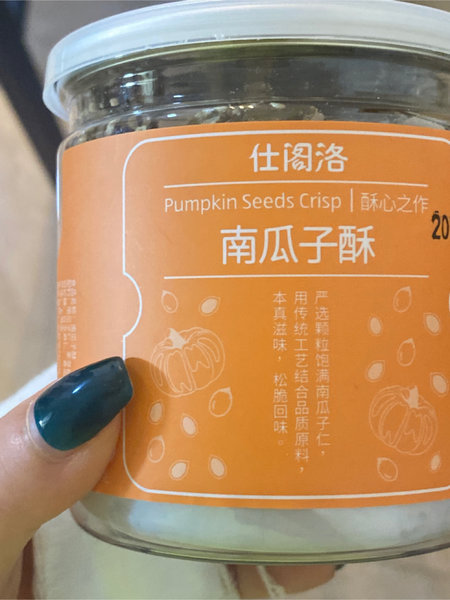 仕阁洛
Pumpkin Seeds Crisp | 酥心之作
20
南瓜子酥
严选颗粒饱满南瓜子仁，
用传统工艺结合品质原料，
本真滋味，松脆回味。